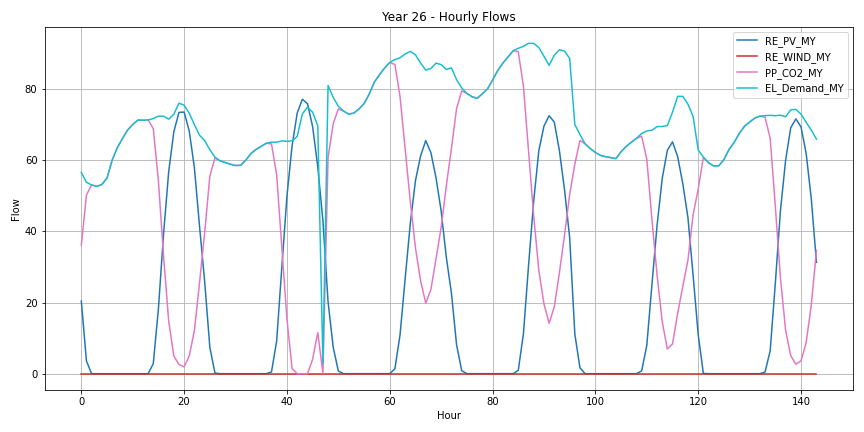 Year 26 - Hourly Flows
RE_PV_MY
RE_WIND_MY
PP_CO2_MY
EL_Demand_MY
Flow
80
60
40
20
0
0 20 40 60 80 100 120 140
Hour